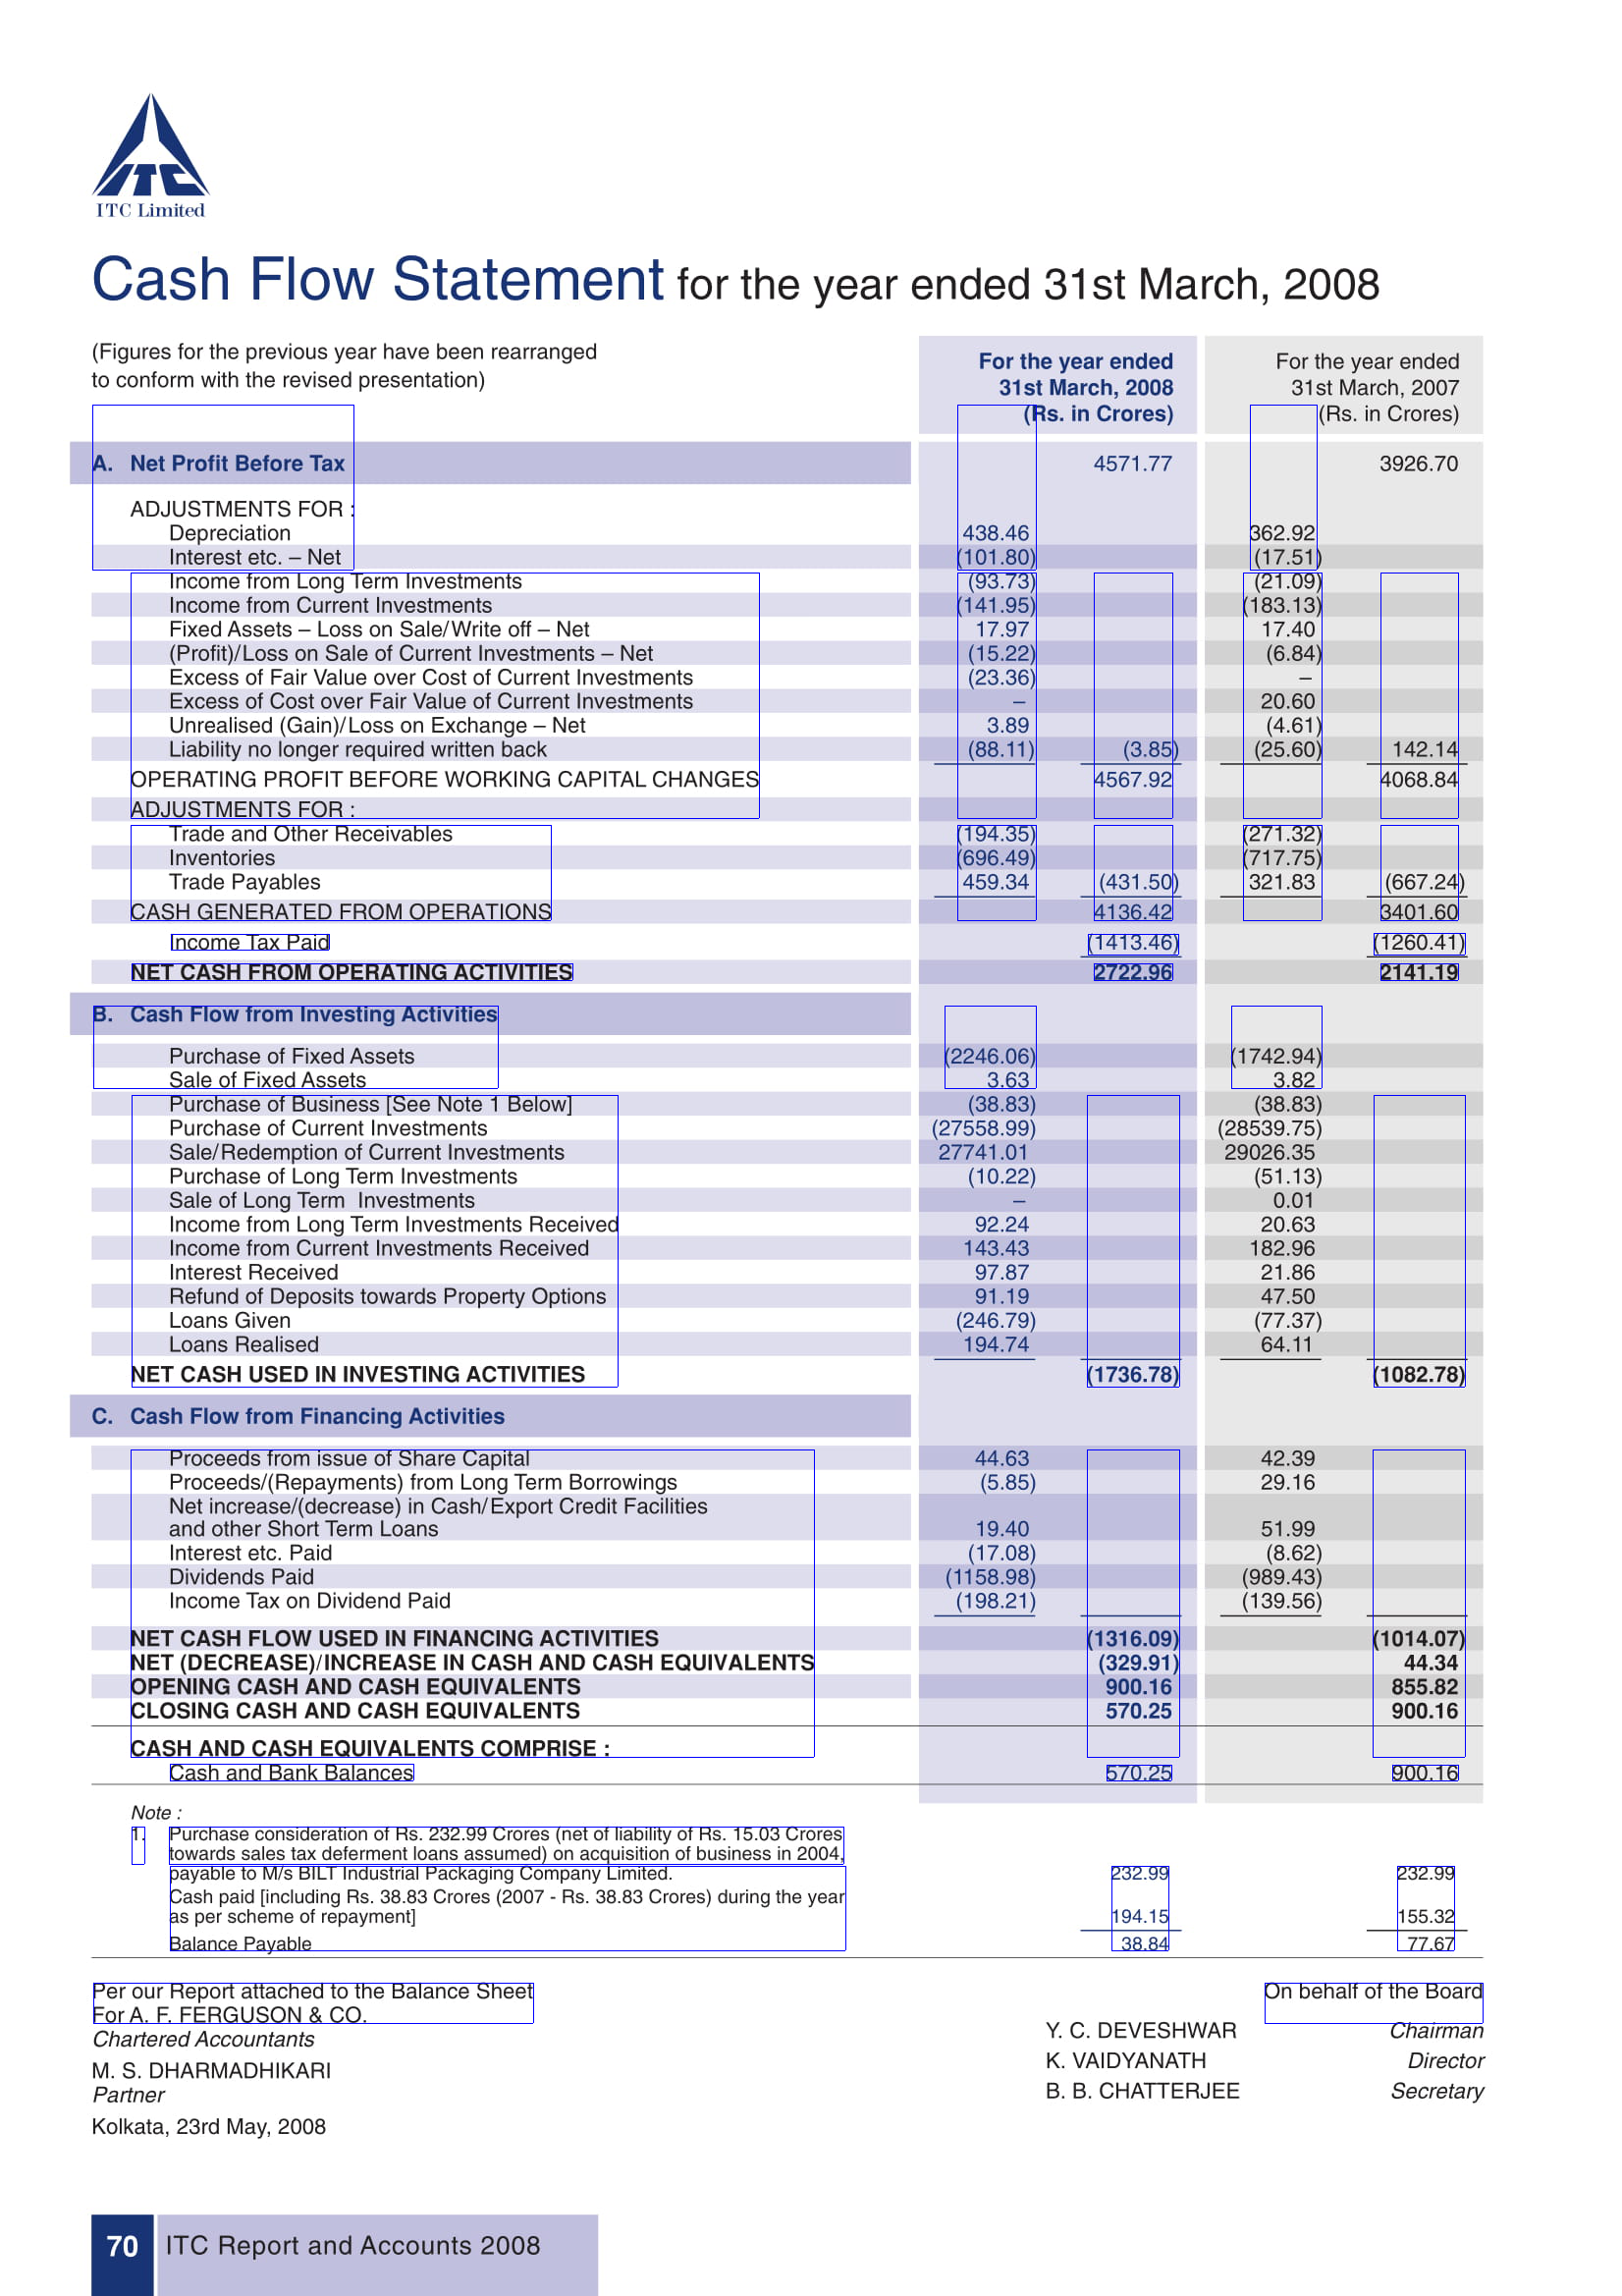 ITC
ITC Limited
Cash Flow Statement for the year ended 31st March, 2008
(Figures for the previous year have been rearranged
to conform with the revised presentation)
For the year ended 31st March, 2008 (Rs. in Crores)
For the year ended 31st March, 2007 (Rs. in Crores)
A. Net Profit Before Tax 4571.77 3926.70
ADJUSTMENTS FOR :
Depreciation 438.46 362.92
Interest etc. – Net (101.80) (17.51)
Income from Long Term Investments (93.73) (21.09)
Income from Current Investments (141.95) (183.13)
Fixed Assets – Loss on Sale/Write off – Net 17.97 17.40
(Profit)/Loss on Sale of Current Investments – Net (15.22) (6.84)
Excess of Fair Value over Cost of Current Investments (23.36) –
Excess of Cost over Fair Value of Current Investments – 20.60
Unrealised (Gain)/Loss on Exchange – Net 3.89 (4.61)
Liability no longer required written back (88.11) (3.85) (25.60) 142.14
OPERATING PROFIT BEFORE WORKING CAPITAL CHANGES 4567.92 4068.84
ADJUSTMENTS FOR :
Trade and Other Receivables (194.35) (271.32)
Inventories (696.49) (717.75)
Trade Payables 459.34 (431.50) 321.83 (667.24)
CASH GENERATED FROM OPERATIONS 4136.42 3401.60
Income Tax Paid (1413.46) (1260.41)
NET CASH FROM OPERATING ACTIVITIES 2722.96 2141.19
B. Cash Flow from Investing Activities
Purchase of Fixed Assets (2246.06) (1742.94)
Sale of Fixed Assets 3.63 3.82
Purchase of Business [See Note 1 Below] (38.83) (38.83)
Purchase of Current Investments (27558.99) (28539.75)
Sale/Redemption of Current Investments 27741.01 29026.35
Purchase of Long Term Investments (10.22) (51.13)
Sale of Long Term Investments – 0.01
Income from Long Term Investments Received 92.24 20.63
Income from Current Investments Received 143.43 182.96
Interest Received 97.87 21.86
Refund of Deposits towards Property Options 91.19 47.50
Loans Given (246.79) (77.37)
Loans Realised 194.74 64.11
NET CASH USED IN INVESTING ACTIVITIES (1736.78) (1082.78)
C. Cash Flow from Financing Activities
Proceeds from issue of Share Capital 44.63 42.39
Proceeds/(Repayments) from Long Term Borrowings (5.85) 29.16
Net increase/(decrease) in Cash/Export Credit Facilities
and other Short Term Loans 19.40 51.99
Interest etc. Paid (17.08) (8.62)
Dividends Paid (1158.98) (989.43)
Income Tax on Dividend Paid (198.21) (139.56)
NET CASH FLOW USED IN FINANCING ACTIVITIES (1316.09) (1014.07)
NET (DECREASE)/INCREASE IN CASH AND CASH EQUIVALENTS (329.91) 44.34
OPENING CASH AND CASH EQUIVALENTS 900.16 855.82
CLOSING CASH AND CASH EQUIVALENTS 570.25 900.16
CASH AND CASH EQUIVALENTS COMPRISE :
Cash and Bank Balances 570.25 900.16
Note :
1. Purchase consideration of Rs. 232.99 Crores (net of liability of Rs. 15.03 Crores
towards sales tax deferment loans assumed) on acquisition of business in 2004,
payable to M/s BILT Industrial Packaging Company Limited. 232.99 232.99
Cash paid [including Rs. 38.83 Crores (2007 - Rs. 38.83 Crores) during the year
as per scheme of repayment] 194.15 155.32
Balance Payable 38.84 77.67
Per our Report attached to the Balance Sheet
For A. F. FERGUSON & CO.
Chartered Accountants
M. S. DHARMADHIKARI
Partner
Kolkata, 23rd May, 2008
On behalf of the Board
Y. C. DEVESHWAR Chairman
K. VAIDYANATH Director
B. B. CHATTERJEE Secretary
70 ITC Report and Accounts 2008